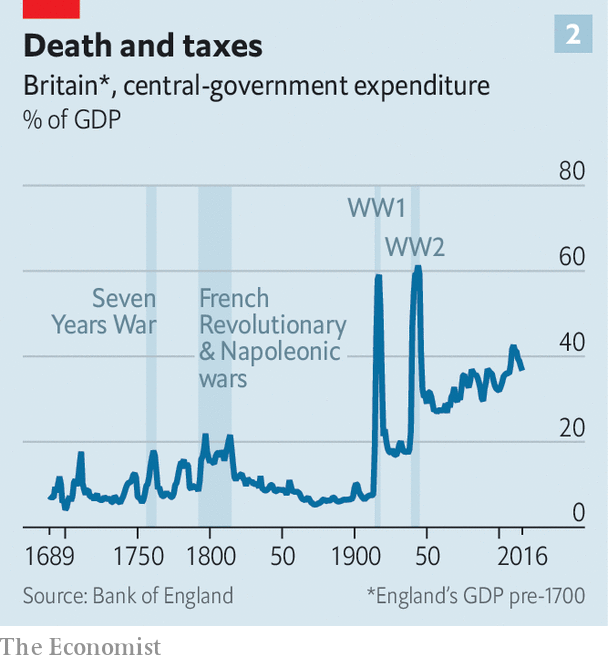 Death and taxes
2
Britain*, central-government expenditure
% of GDP
80
WW1
WW2
60
Seven
Years War
French
Revolutionary
& Napoleonic
wars
40
20
0
1689 1750 1800 50 1900 50 2016
Source: Bank of England *England's GDP pre-1700
The Economist